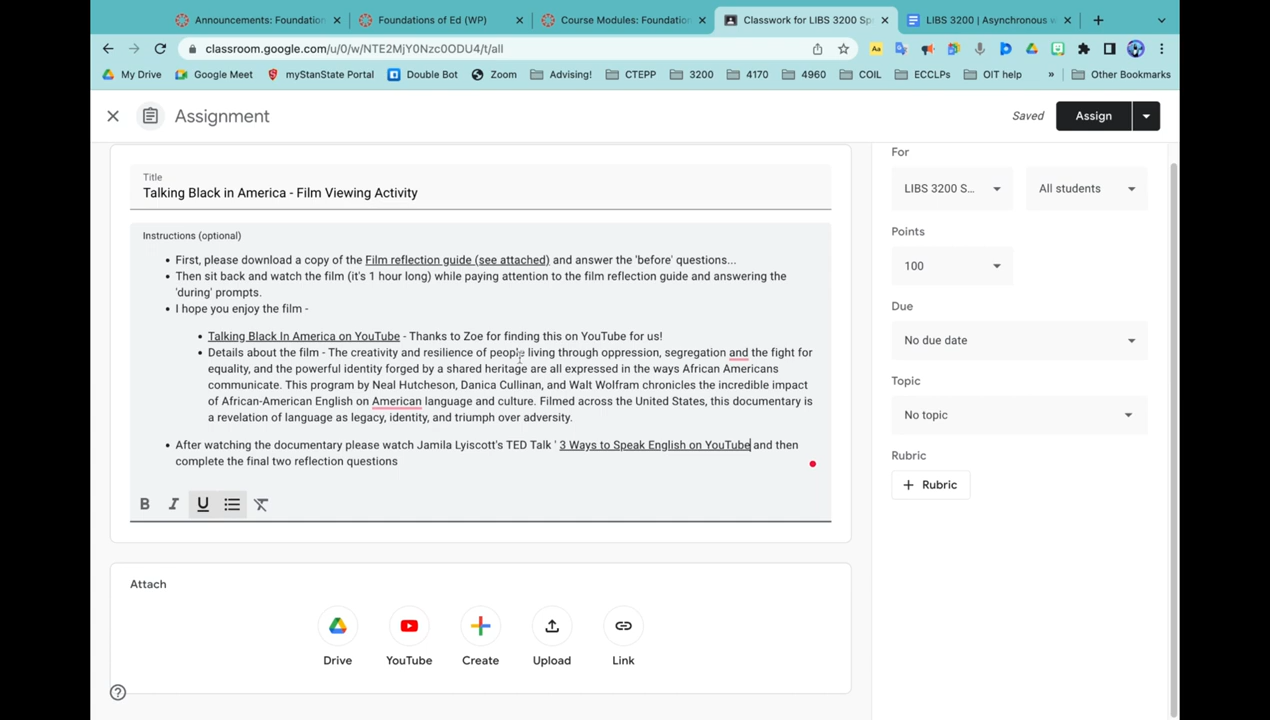 Announcements: Foundation
Foundations of Ed (WP)
Course Modules: Foundation
Classwork for LIBS 3200 Sp
LIBS 3200 | Asynchronous w
classroom.google.com/u/0/w/NTE2MjY0Nzc0ODU4/t/all
My Drive
Google Meet
myStanState Portal
Double Bot
Zoom
Advising!
CTEPP
3200
4170
4960
COIL
ECCLPs
OIT help
»
Other Bookmarks
Assignment
Saved
Assign
Title
Talking Black in America - Film Viewing Activity
Instructions (optional)
• First, please download a copy of the Film reflection guide (see attached) and answer the 'before' questions...
• Then sit back and watch the film (it's 1 hour long) while paying attention to the film reflection guide and answering the
'during' prompts.
• I hope you enjoy the film -
• Talking Black In America on YouTube - Thanks to Zoe for finding this on YouTube for us!
• Details about the film - The creativity and resilience of people living through oppression, segregation and the fight for
equality, and the powerful identity forged by a shared heritage are all expressed in the ways African Americans
communicate. This program by Neal Hutcheson, Danica Cullinan, and Walt Wolfram chronicles the incredible impact
of African-American English on American language and culture. Filmed across the United States, this documentary is
a revelation of language as legacy, identity, and triumph over adversity.
• After watching the documentary please watch Jamila Lyiscott's TED Talk ' 3 Ways to Speak English on YouTube and then
complete the final two reflection questions
B I U
Attach
Drive
YouTube
Create
Upload
Link
For
LIBS 3200 S...
All students
Points
100
Due
No due date
Topic
No topic
Rubric
+ Rubric